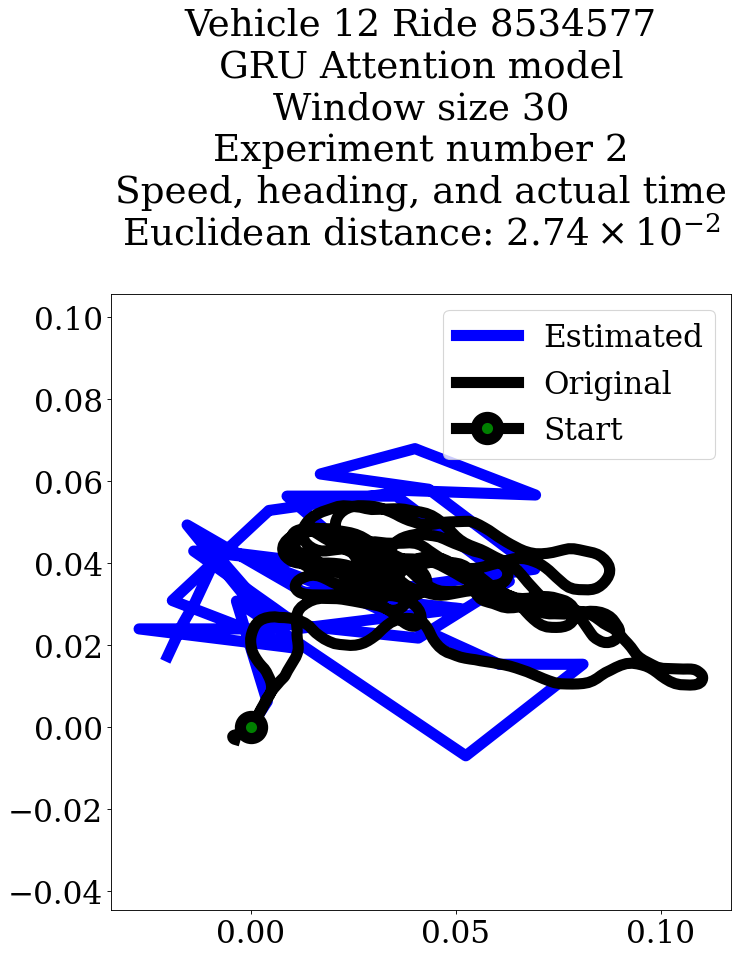 Vehicle 12 Ride 8534577
GRU Attention model
Window size 30
Experiment number 2
Speed, heading, and actual time
Euclidean distance: 2.74 × 10⁻²
Estimated
Original
Start
0.10
0.08
0.06
0.04
0.02
0.00
−0.02
−0.04
0.00 0.05 0.10